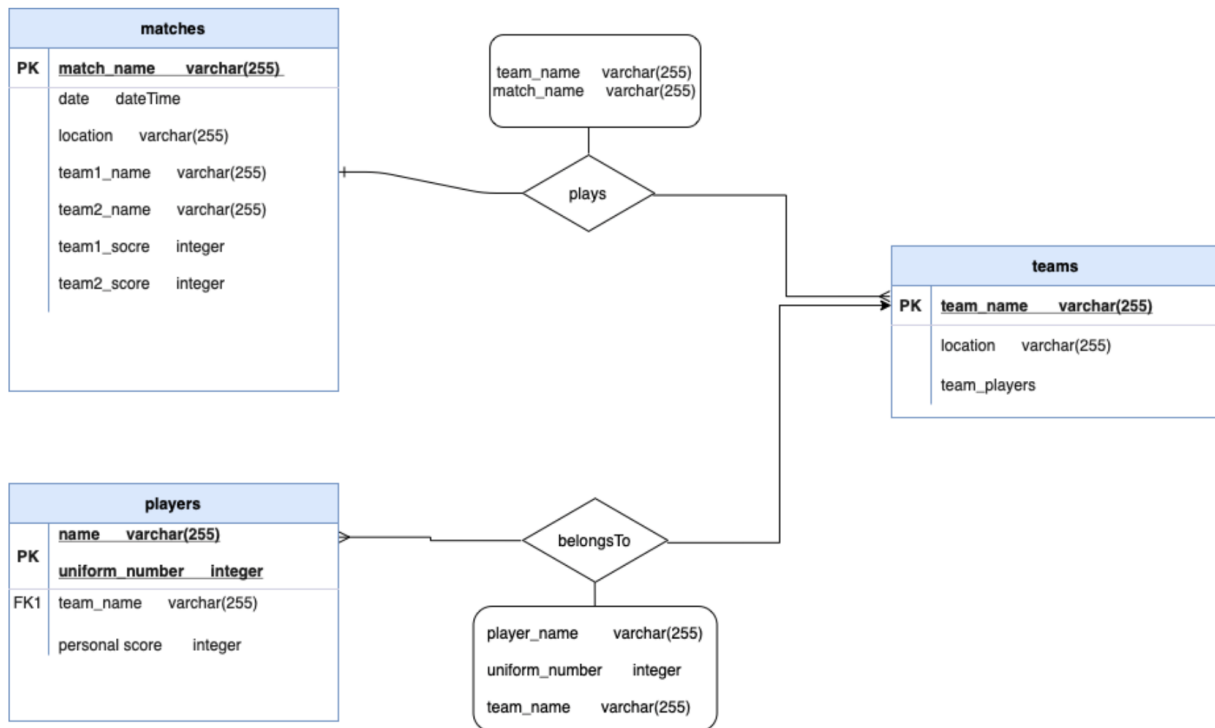 matches
PK match_name varchar(255)
date dateTime
location varchar(255)
team1_name varchar(255)
team2_name varchar(255)
team1_socre integer
team2_score integer
team_name varchar(255)
match_name varchar(255)
plays
teams
PK team_name varchar(255)
location varchar(255)
team_players
players
name varchar(255)
PK
uniform_number integer
FK1 team_name varchar(255)
personal score integer
belongsTo
player_name varchar(255)
uniform_number integer
team_name varchar(255)